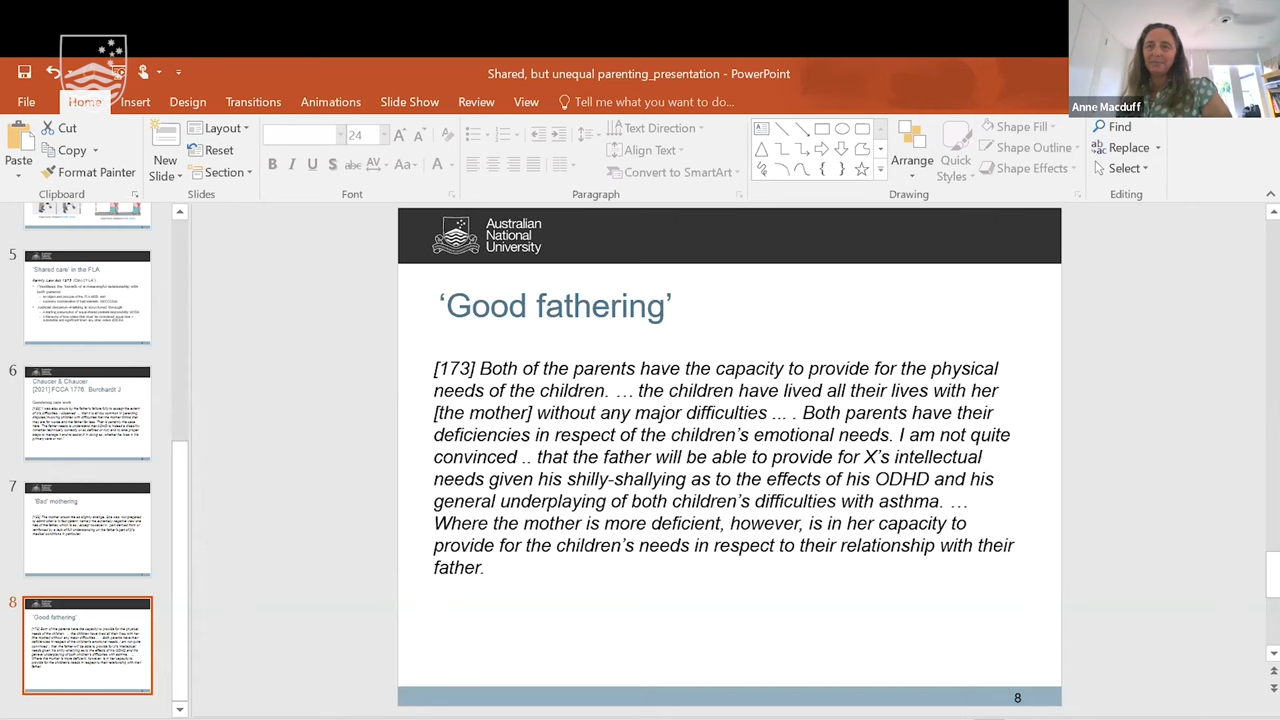 Shared, but unequal parenting_presentation - PowerPoint
Anne Macduff
File Home Insert Design Transitions Animations Slide Show Review View Tell me what you want to do...
Paste
Cut
Copy
Format Painter
Clipboard
New Slide
Layout
Reset
Section
Slides
24
B I U S abc AV Aa A
Font
Text Direction
Align Text
Convert to SmartArt
Paragraph
Arrange
Quick Styles
Shape Fill
Shape Outline
Shape Effects
Drawing
Find
Replace
Select
Editing
5
'Shared care' in the FLA
6
Chaucer & Chaucer
[2021] FCCA 1776. Burchardt J
7
'Bad' mothering
8
'Good fathering'
Australian
National
University
‘Good fathering’
[173] Both of the parents have the capacity to provide for the physical
needs of the children. … the children have lived all their lives with her
[the mother] without any major difficulties … . Both parents have their
deficiencies in respect of the children’s emotional needs. I am not quite
convinced .. that the father will be able to provide for X’s intellectual
needs given his shilly-shallying as to the effects of his ODHD and his
general underplaying of both children’s difficulties with asthma. …
Where the mother is more deficient, however, is in her capacity to
provide for the children’s needs in respect to their relationship with their
father.
8